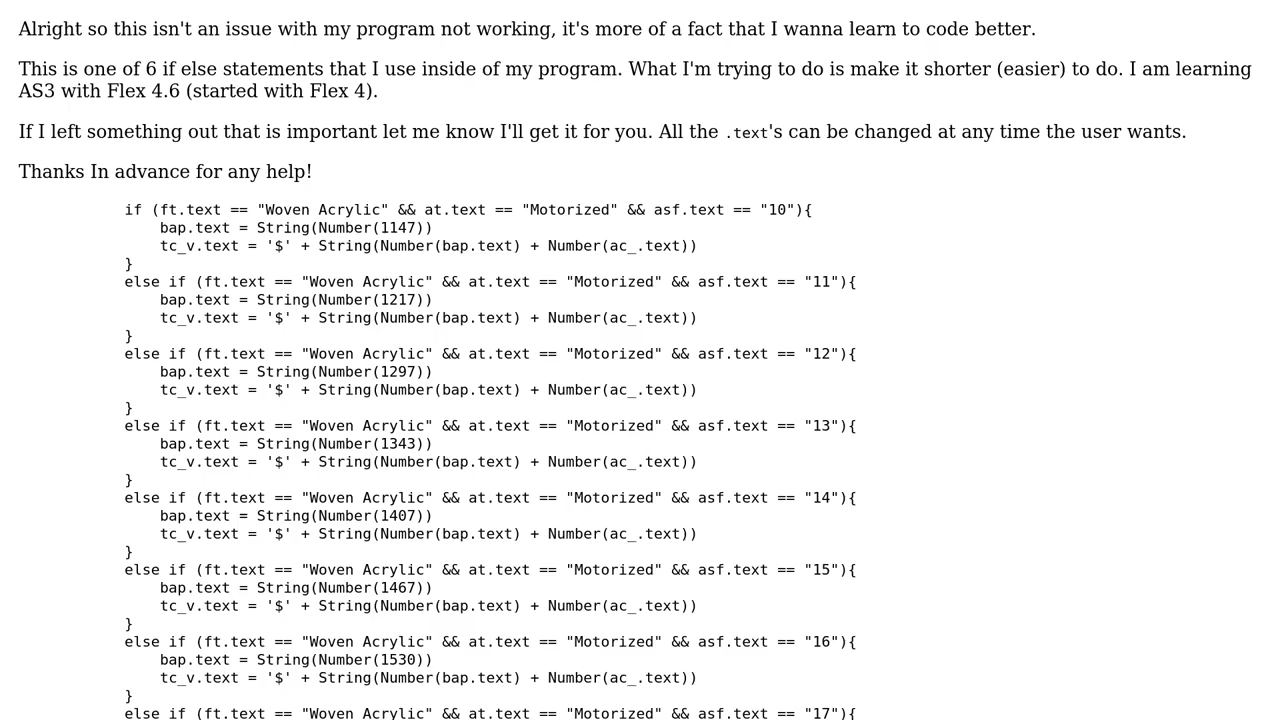 Alright so this isn't an issue with my program not working, it's more of a fact that I wanna learn to code better.
This is one of 6 if else statements that I use inside of my program. What I'm trying to do is make it shorter (easier) to do. I am learning
AS3 with Flex 4.6 (started with Flex 4).
If I left something out that is important let me know I'll get it for you. All the .text's can be changed at any time the user wants.
Thanks In advance for any help!
if (ft.text == "Woven Acrylic" && at.text == "Motorized" && asf.text == "10"){
    bap.text = String(Number(1147))
    tc_v.text = '$' + String(Number(bap.text) + Number(ac_.text))
}
else if (ft.text == "Woven Acrylic" && at.text == "Motorized" && asf.text == "11"){
    bap.text = String(Number(1217))
    tc_v.text = '$' + String(Number(bap.text) + Number(ac_.text))
}
else if (ft.text == "Woven Acrylic" && at.text == "Motorized" && asf.text == "12"){
    bap.text = String(Number(1297))
    tc_v.text = '$' + String(Number(bap.text) + Number(ac_.text))
}
else if (ft.text == "Woven Acrylic" && at.text == "Motorized" && asf.text == "13"){
    bap.text = String(Number(1343))
    tc_v.text = '$' + String(Number(bap.text) + Number(ac_.text))
}
else if (ft.text == "Woven Acrylic" && at.text == "Motorized" && asf.text == "14"){
    bap.text = String(Number(1407))
    tc_v.text = '$' + String(Number(bap.text) + Number(ac_.text))
}
else if (ft.text == "Woven Acrylic" && at.text == "Motorized" && asf.text == "15"){
    bap.text = String(Number(1467))
    tc_v.text = '$' + String(Number(bap.text) + Number(ac_.text))
}
else if (ft.text == "Woven Acrylic" && at.text == "Motorized" && asf.text == "16"){
    bap.text = String(Number(1530))
    tc_v.text = '$' + String(Number(bap.text) + Number(ac_.text))
}
else if (ft.text == "Woven Acrylic" && at.text == "Motorized" && asf.text == "17"){